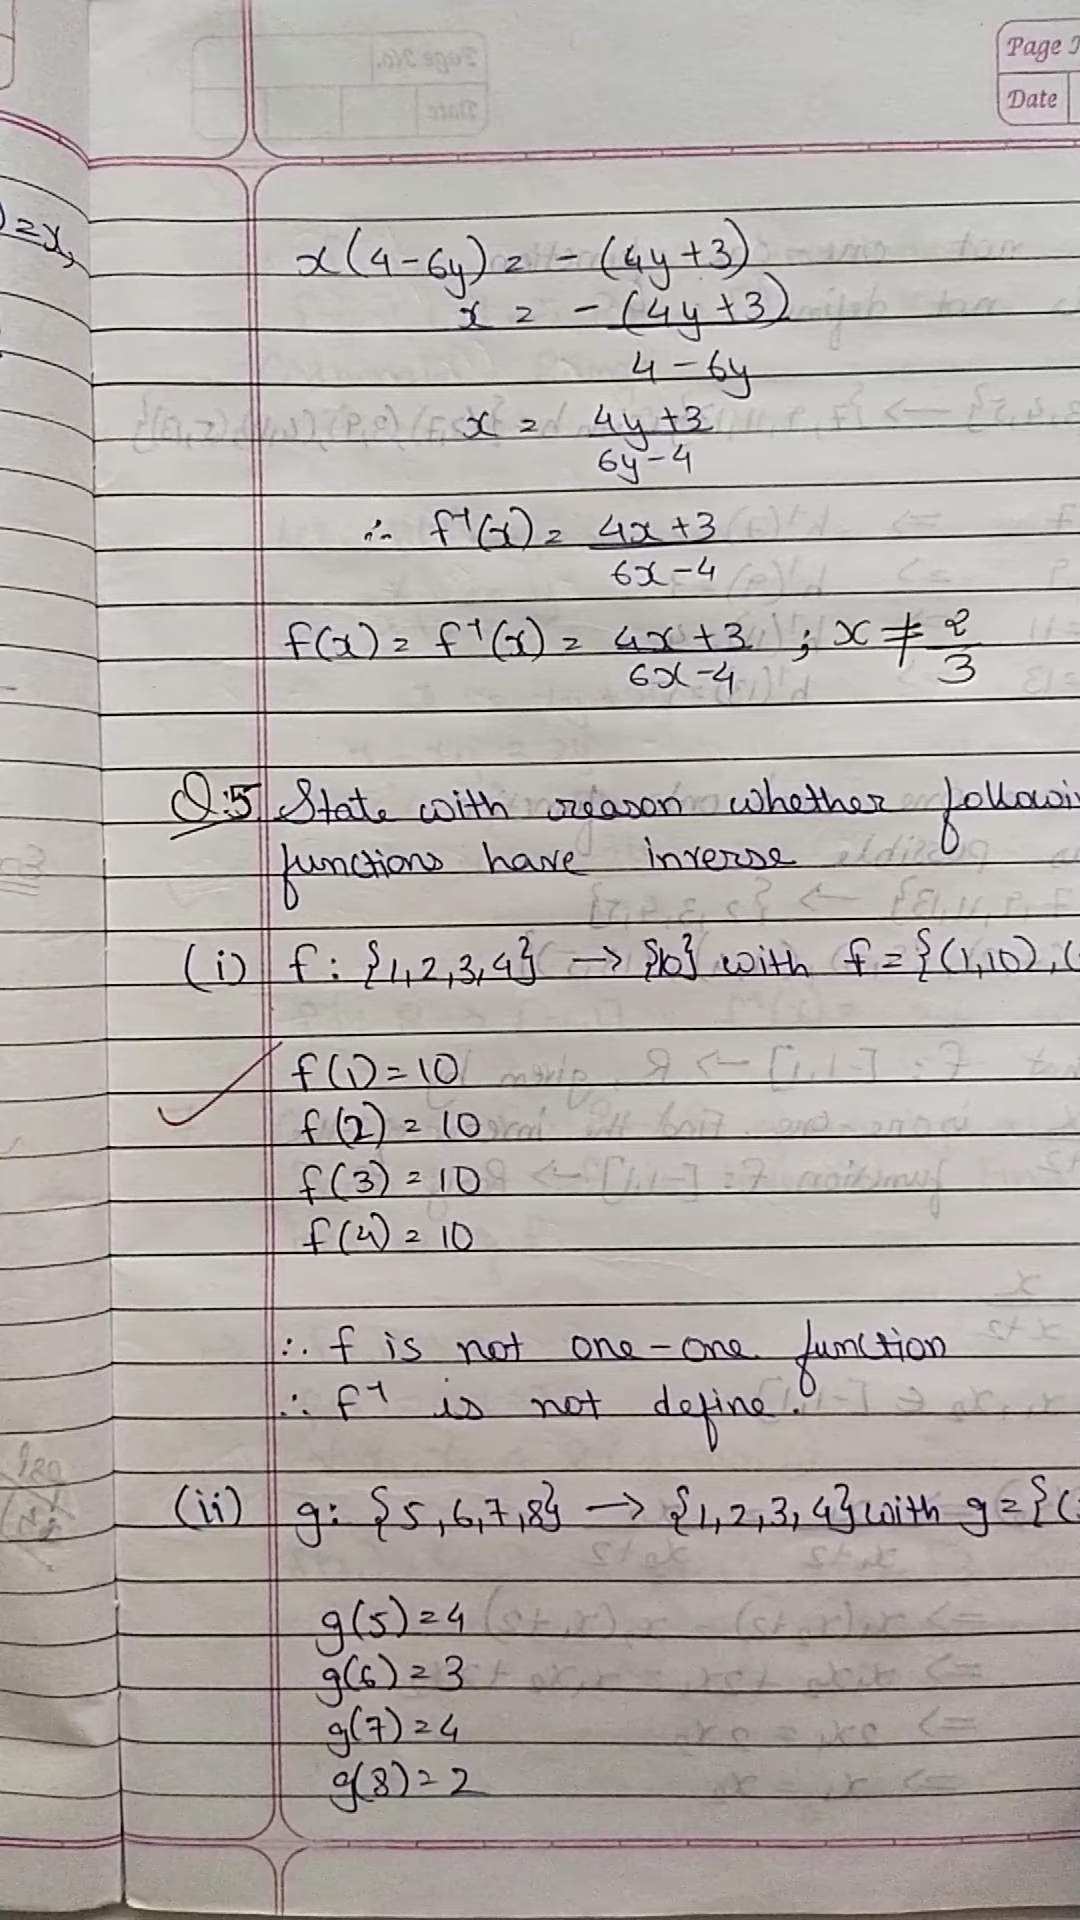 Page N
Date
)=x,
x(4-6y) = -(4y+3)
x = -(4y+3)
4-6y
x = 4y+3
6y-4
∴ f⁻¹(x) = 4x+3
6x-4
f(x) = f⁻¹(x) = 4x+3 ; x ≠ 2
6x-4 3
Q.5 State with reason whether followi
functions have inverse
(i) f: {1,2,3,4} → {10} with f = {(1,10),(
f(1) = 10
f(2) = 10
f(3) = 10
f(4) = 10
∴ f is not one-one function
∴ f⁻¹ is not define.
(ii) g: {5,6,7,8} → {1,2,3,4} with g = {(
g(5) = 4
g(6) = 3
g(7) = 4
g(8) = 2